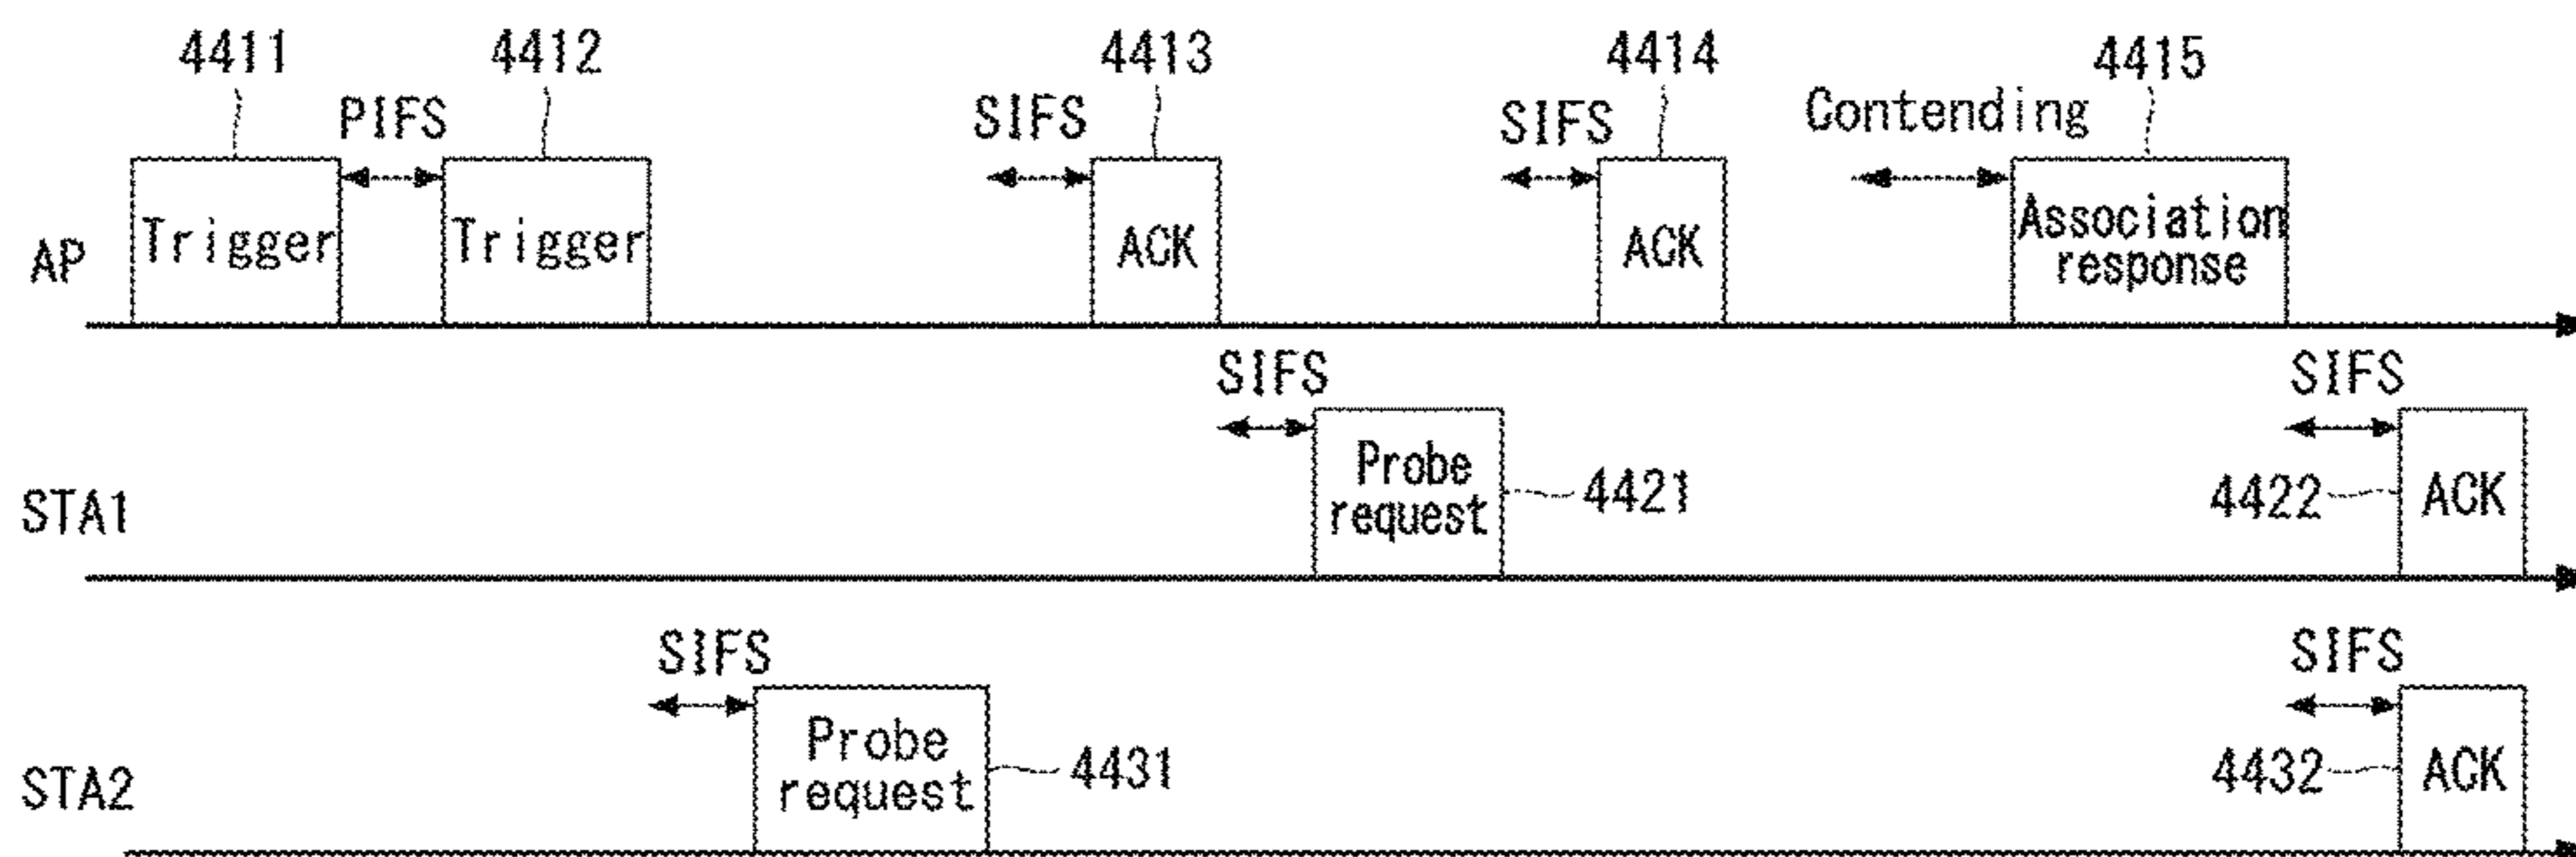 4411
4412
4413
4414
4415
PIFS
SIFS
SIFS
Contending
AP
Trigger
Trigger
ACK
ACK
Association
response
SIFS
SIFS
STA1
Probe
request
4421
4422
ACK
SIFS
SIFS
STA2
Probe
request
4431
4432
ACK